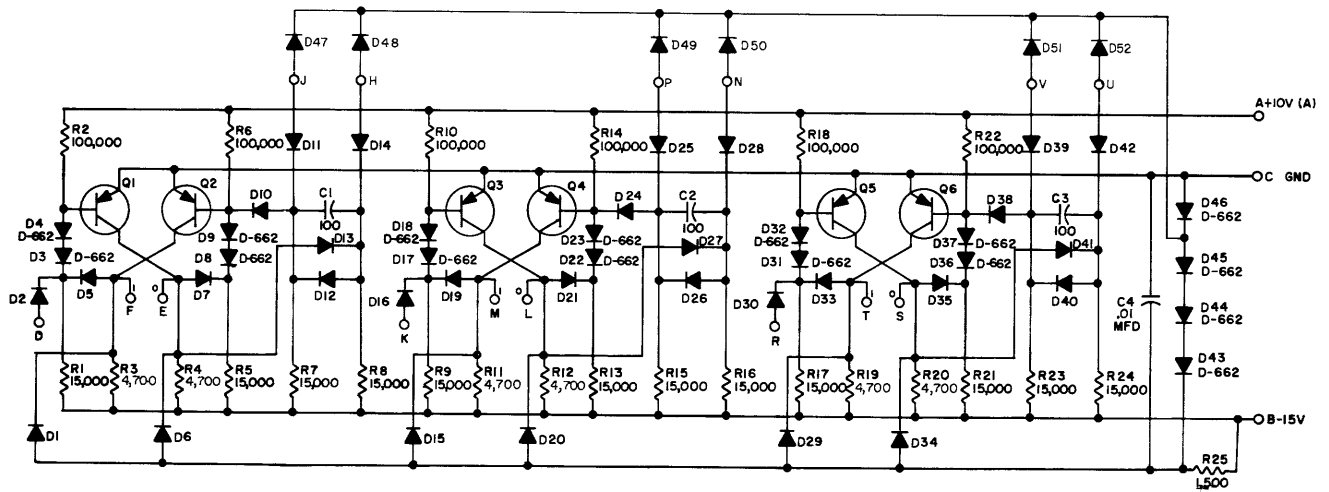 D47 D48 D49 D50 D51 D52
J H P N V U
A+10V (A)
R2
100,000
R6
100,000
D11 D14
R10
100,000
R14
100,000
D25 D28
R18
100,000
R22
100,000
D39 D42
C GND
Q1 Q2 Q3 Q4 Q5 Q6
D10 C1
100
D24 C2
100
D38 C3
100
D4
D-662
D3 D-662
D9
D-662
D8
D-662
D13
D18
D-662
D17 D-662
D23
D-662
D22
D-662
D27
D32
D-662
D31 D-662
D37
D-662
D36
D-662
D41
D46
D-662
D45
D-662
D44
D-662
D43
D-662
D2 D5 D7 D12
D16 D19 D21 D26
D30 D33 D35 D40
1 0 1 0 1 0
D F E K M L R T S
C4
.01
MFD
R1
15,000
R3
4,700
R4
4,700
R5
15,000
R7
15,000
R8
15,000
R9
15,000
R11
4,700
R12
4,700
R13
15,000
R15
15,000
R16
15,000
R17
15,000
R19
4,700
R20
4,700
R21
15,000
R23
15,000
R24
15,000
B-15V
D1 D6 D15 D20 D29 D34
R25
1,500